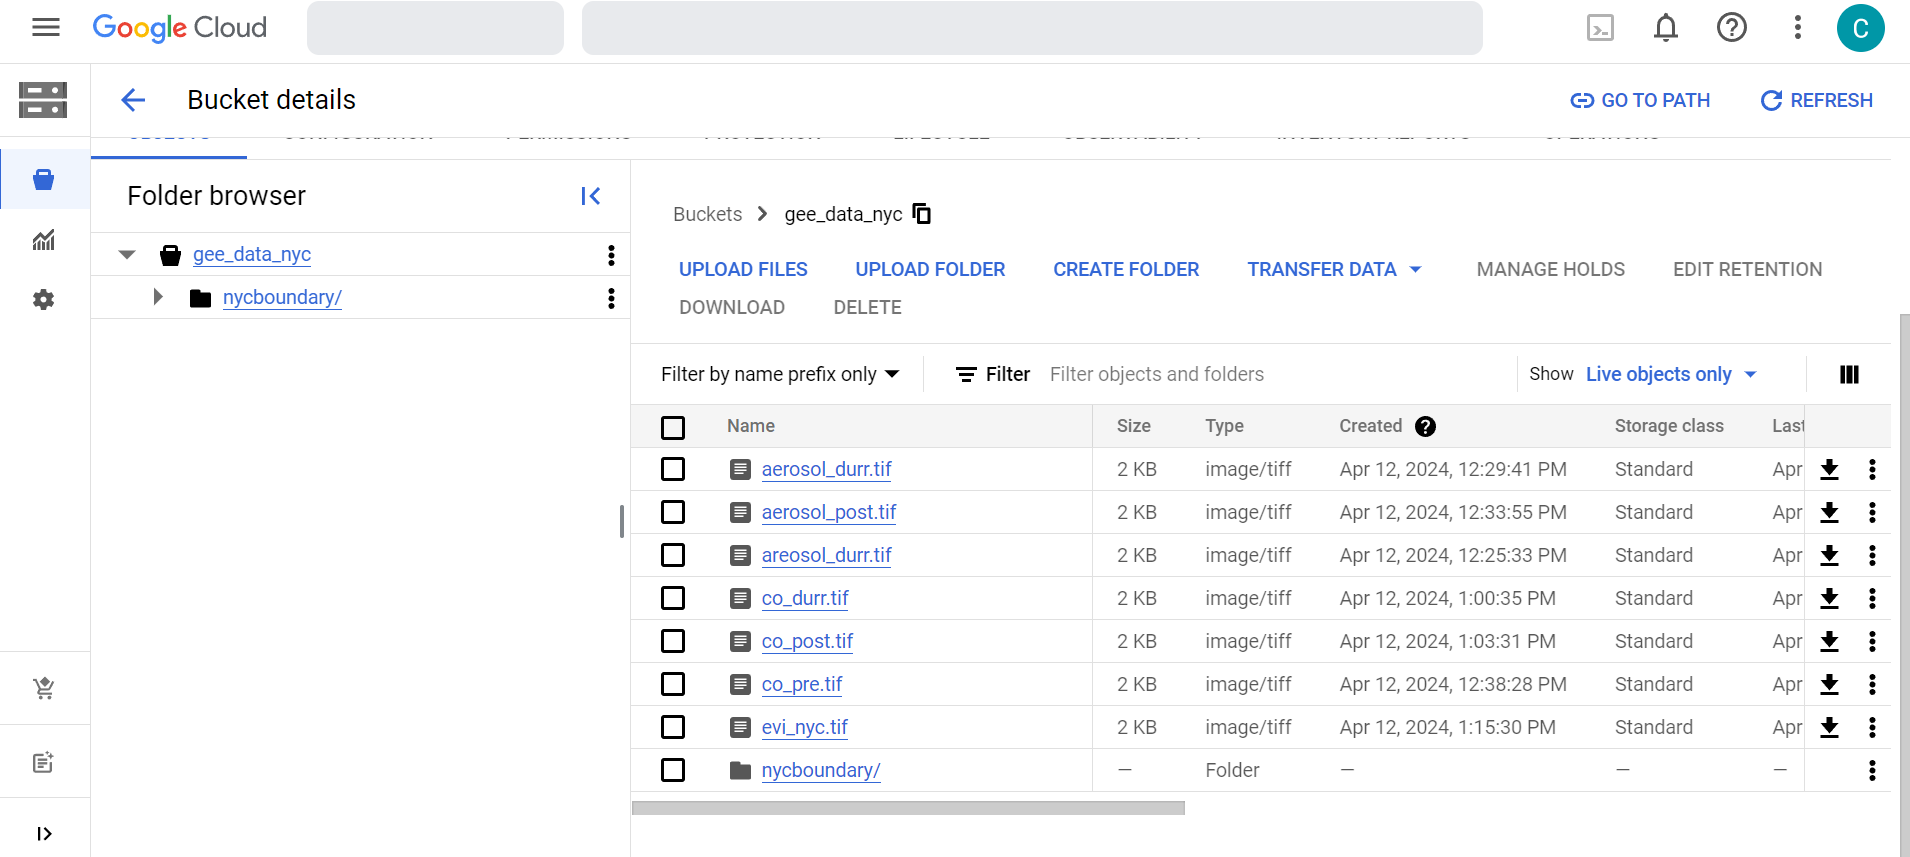 Google Cloud
C
Bucket details
GO TO PATH
REFRESH
Folder browser
gee_data_nyc
nycboundary/
Buckets
gee_data_nyc
UPLOAD FILES
UPLOAD FOLDER
CREATE FOLDER
TRANSFER DATA
MANAGE HOLDS
EDIT RETENTION
DOWNLOAD
DELETE
Filter by name prefix only
Filter
Filter objects and folders
Show
Live objects only
Name Size Type Created Storage class Last
aerosol_durr.tif 2 KB image/tiff Apr 12, 2024, 12:29:41 PM Standard Apr
aerosol_post.tif 2 KB image/tiff Apr 12, 2024, 12:33:55 PM Standard Apr
areosol_durr.tif 2 KB image/tiff Apr 12, 2024, 12:25:33 PM Standard Apr
co_durr.tif 2 KB image/tiff Apr 12, 2024, 1:00:35 PM Standard Apr
co_post.tif 2 KB image/tiff Apr 12, 2024, 1:03:31 PM Standard Apr
co_pre.tif 2 KB image/tiff Apr 12, 2024, 12:38:28 PM Standard Apr
evi_nyc.tif 2 KB image/tiff Apr 12, 2024, 1:15:30 PM Standard Apr
nycboundary/ — Folder — — —